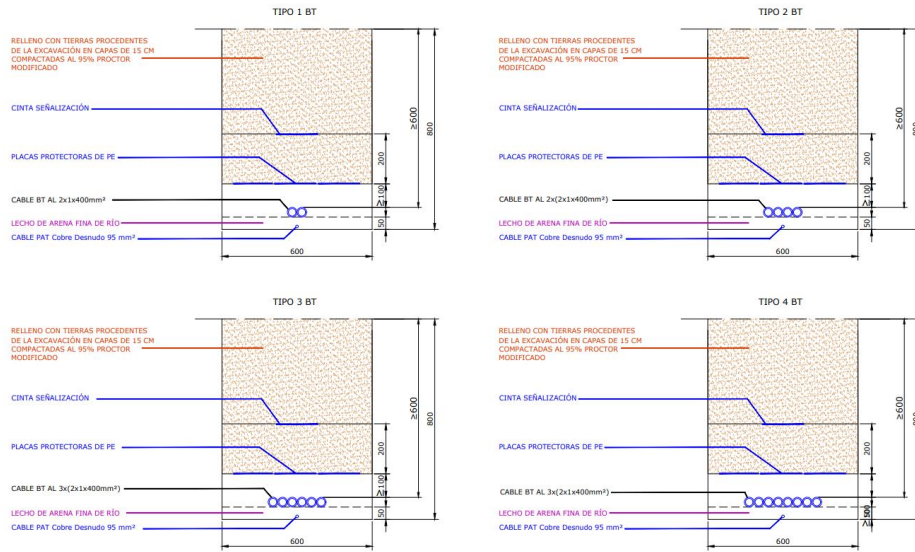 TIPO 1 BT
RELLENO CON TIERRAS PROCEDENTES
DE LA EXCAVACIÓN EN CAPAS DE 15 CM
COMPACTADAS AL 95% PROCTOR
MODIFICADO
CINTA SEÑALIZACIÓN
PLACAS PROTECTORAS DE PE
CABLE BT AL 2x1x400mm²
LECHO DE ARENA FINA DE RÍO
CABLE PAT Cobre Desnudo 95 mm²
≥600
800
200
≥100
50
600
TIPO 2 BT
RELLENO CON TIERRAS PROCEDENTES
DE LA EXCAVACIÓN EN CAPAS DE 15 CM
COMPACTADAS AL 95% PROCTOR
MODIFICADO
CINTA SEÑALIZACIÓN
PLACAS PROTECTORAS DE PE
CABLE BT AL 2x(2x1x400mm²)
LECHO DE ARENA FINA DE RÍO
CABLE PAT Cobre Desnudo 95 mm²
≥600
800
200
≥100
50
600
TIPO 3 BT
RELLENO CON TIERRAS PROCEDENTES
DE LA EXCAVACIÓN EN CAPAS DE 15 CM
COMPACTADAS AL 95% PROCTOR
MODIFICADO
CINTA SEÑALIZACIÓN
PLACAS PROTECTORAS DE PE
CABLE BT AL 3x(2x1x400mm²)
LECHO DE ARENA FINA DE RÍO
CABLE PAT Cobre Desnudo 95 mm²
≥600
800
200
≥100
50
600
TIPO 4 BT
RELLENO CON TIERRAS PROCEDENTES
DE LA EXCAVACIÓN EN CAPAS DE 15 CM
COMPACTADAS AL 95% PROCTOR
MODIFICADO
CINTA SEÑALIZACIÓN
PLACAS PROTECTORAS DE PE
CABLE BT AL 3x(2x1x400mm²)
LECHO DE ARENA FINA DE RÍO
CABLE PAT Cobre Desnudo 95 mm²
≥600
800
200
600